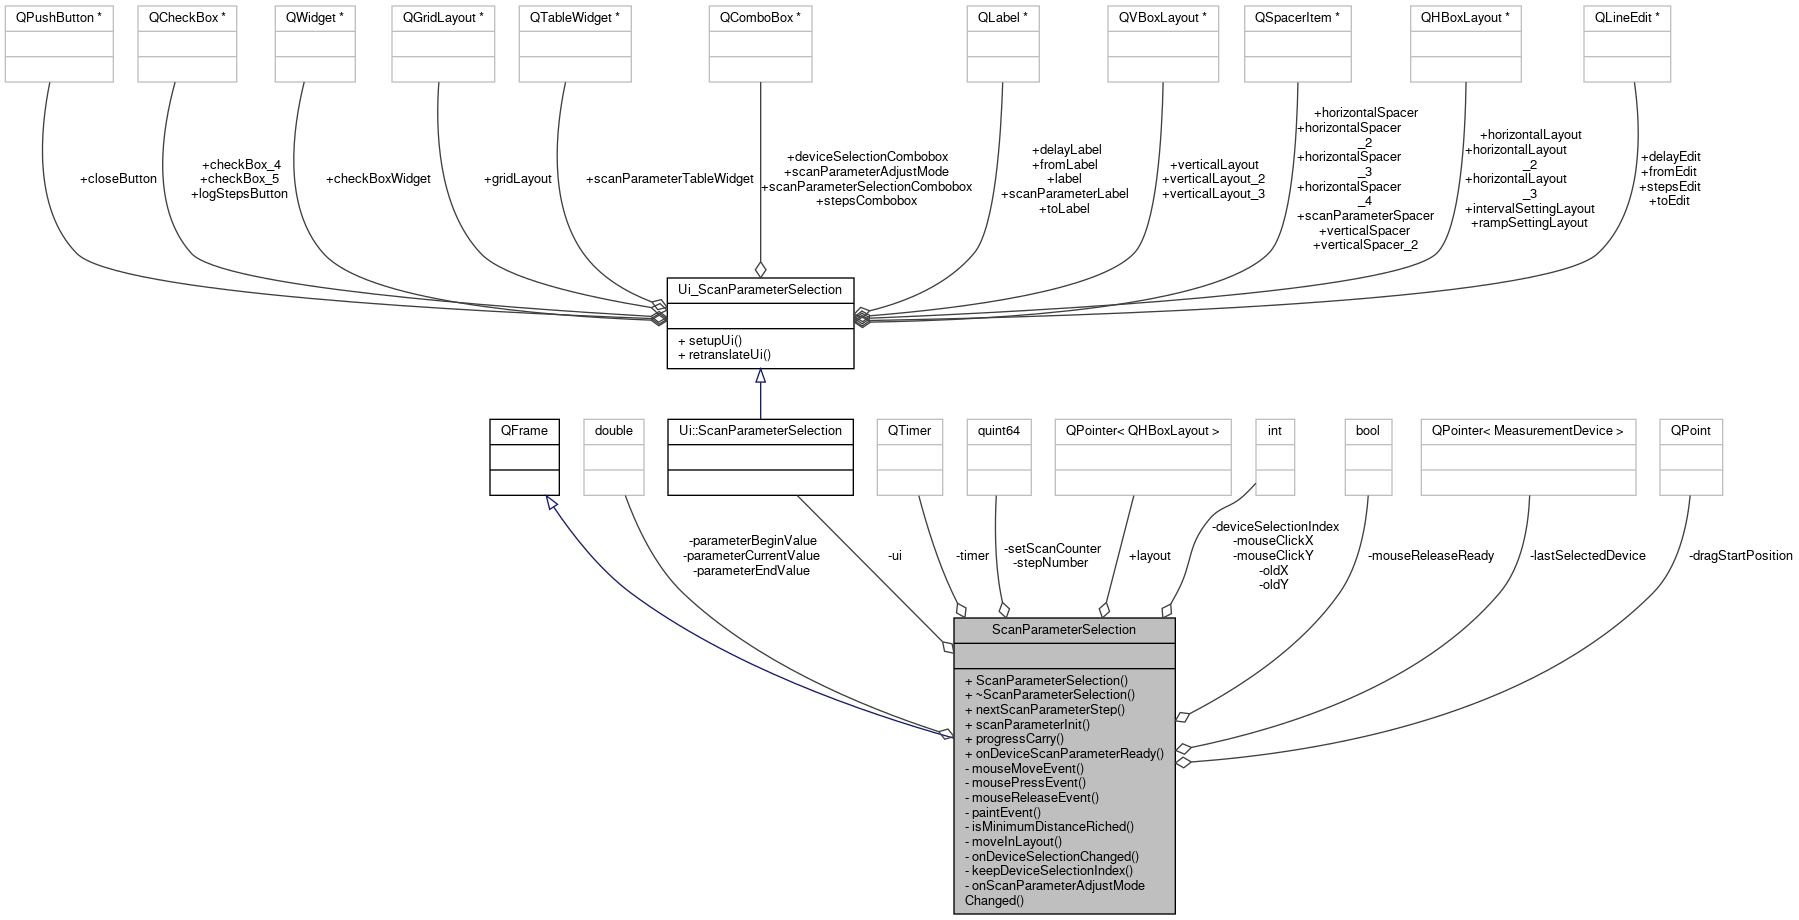 QPushButton *
QCheckBox *
QWidget *
QGridLayout *
QTableWidget *
QComboBox *
QLabel *
QVBoxLayout *
QSpacerItem *
QHBoxLayout *
QLineEdit *
+closeButton
+checkBox_4
+checkBox_5
+logStepsButton
+checkBoxWidget
+gridLayout
+scanParameterTableWidget
+deviceSelectionCombobox
+scanParameterAdjustMode
+scanParameterSelectionCombobox
+stepsCombobox
+delayLabel
+fromLabel
+label
+scanParameterLabel
+toLabel
+verticalLayout
+verticalLayout_2
+verticalLayout_3
+horizontalSpacer
+horizontalSpacer
_2
+horizontalSpacer
_3
+horizontalSpacer
_4
+scanParameterSpacer
+verticalSpacer
+verticalSpacer_2
+horizontalLayout
+horizontalLayout
_2
+horizontalLayout
_3
+intervalSettingLayout
+rampSettingLayout
+delayEdit
+fromEdit
+stepsEdit
+toEdit
Ui_ScanParameterSelection
+ setupUi()
+ retranslateUi()
QFrame
double
Ui::ScanParameterSelection
QTimer
quint64
QPointer< QHBoxLayout >
int
bool
QPointer< MeasurementDevice >
QPoint
-parameterBeginValue
-parameterCurrentValue
-parameterEndValue
-ui
-timer
-setScanCounter
-stepNumber
+layout
-deviceSelectionIndex
-mouseClickX
-mouseClickY
-oldX
-oldY
-mouseReleaseReady
-lastSelectedDevice
-dragStartPosition
ScanParameterSelection
+ ScanParameterSelection()
+ ~ScanParameterSelection()
+ nextScanParameterStep()
+ scanParameterInit()
+ progressCarry()
+ onDeviceScanParameterReady()
- mouseMoveEvent()
- mousePressEvent()
- mouseReleaseEvent()
- paintEvent()
- isMinimumDistanceRiched()
- moveInLayout()
- onDeviceSelectionChanged()
- keepDeviceSelectionIndex()
- onScanParameterAdjustMode
Changed()